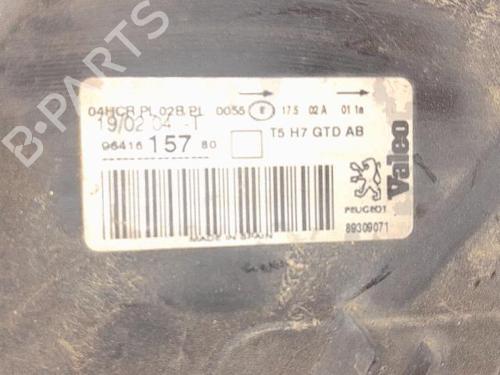 B-PARTS
04HCR PL 02B PL 0055 E 17.5 02 A 01 1a
19/02 04 -T
96416 157 80
T5 H7 GTD AB
MADE IN SPAIN
Valeo
PEUGEOT
89309071